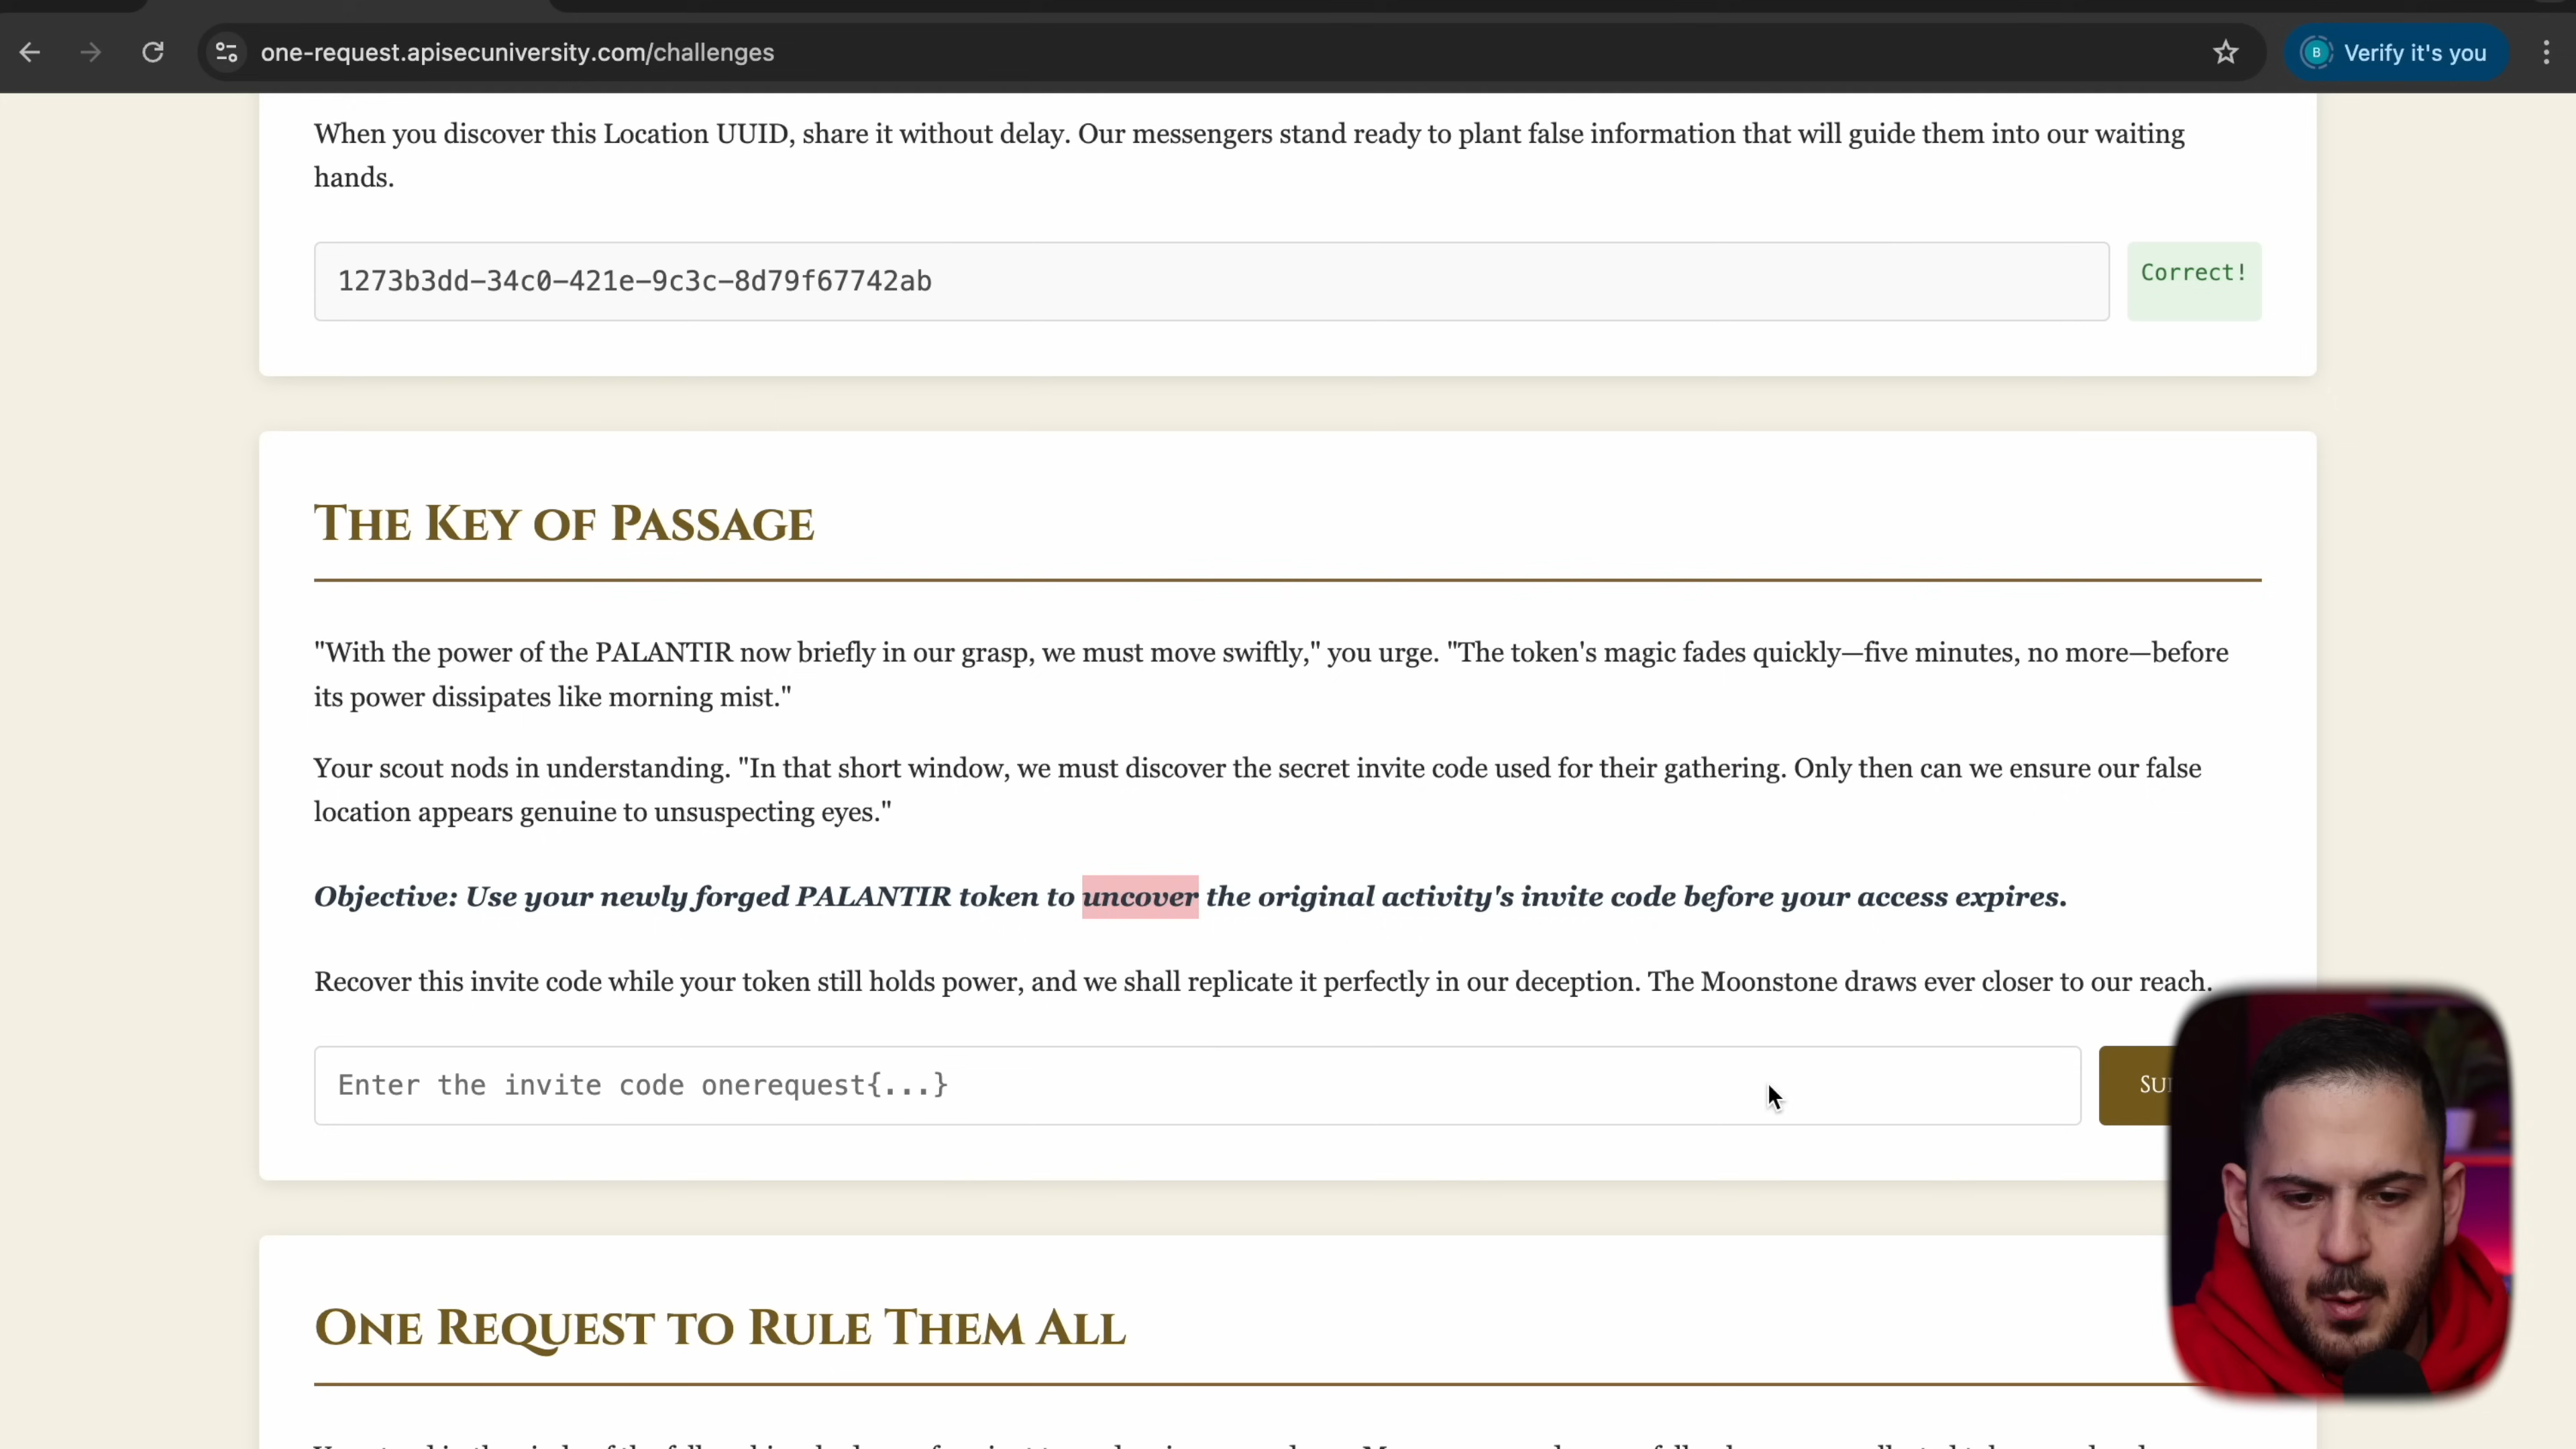 one-request.apisecuniversity.com/challenges
B Verify it's you
When you discover this Location UUID, share it without delay. Our messengers stand ready to plant false information that will guide them into our waiting
hands.
1273b3dd-34c0-421e-9c3c-8d79f67742ab
Correct!
The Key of Passage
"With the power of the PALANTIR now briefly in our grasp, we must move swiftly," you urge. "The token's magic fades quickly—five minutes, no more—before
its power dissipates like morning mist."
Your scout nods in understanding. "In that short window, we must discover the secret invite code used for their gathering. Only then can we ensure our false
location appears genuine to unsuspecting eyes."
Objective: Use your newly forged PALANTIR token to uncover the original activity's invite code before your access expires.
Recover this invite code while your token still holds power, and we shall replicate it perfectly in our deception. The Moonstone draws ever closer to our reach.
Enter the invite code onerequest{...}
One Request to Rule Them All